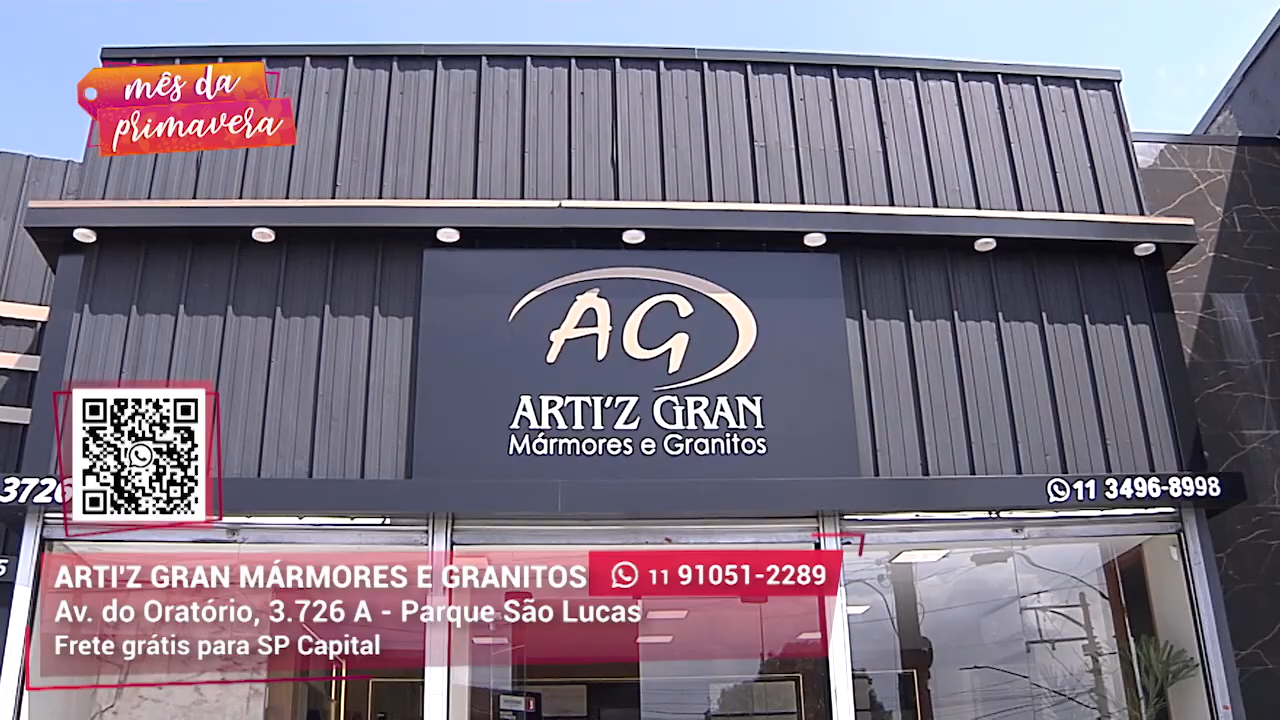 mês da
primavera
AG
ARTI'Z GRAN
Mármores e Granitos
3726
11 3496-8998
ARTI'Z GRAN MÁRMORES E GRANITOS
11 91051-2289
Av. do Oratório, 3.726 A - Parque São Lucas
Frete grátis para SP Capital